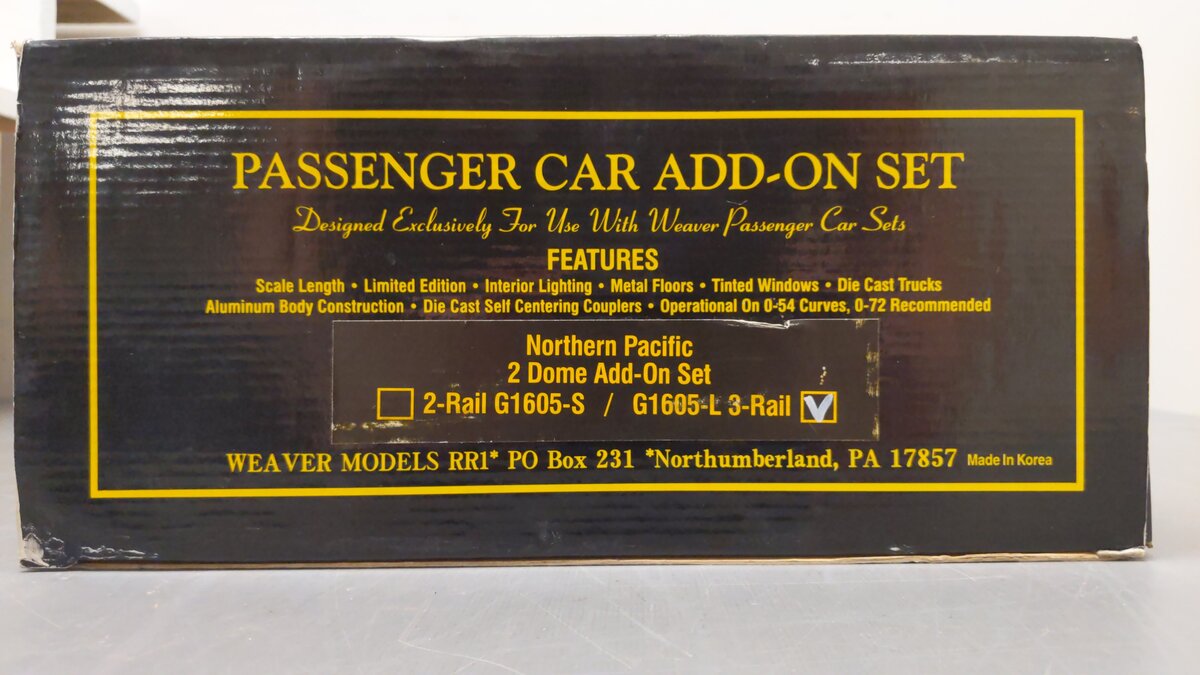 PASSENGER CAR ADD-ON SET
Designed Exclusively For Use With Weaver Passenger Car Sets
FEATURES
Scale Length • Limited Edition • Interior Lighting • Metal Floors • Tinted Windows • Die Cast Trucks
Aluminum Body Construction • Die Cast Self Centering Couplers • Operational On 0-54 Curves, 0-72 Recommended
Northern Pacific
2 Dome Add-On Set
2-Rail G1605-S / G1605-L 3-Rail
WEAVER MODELS RR1* PO Box 231 *Northumberland, PA 17857 Made In Korea